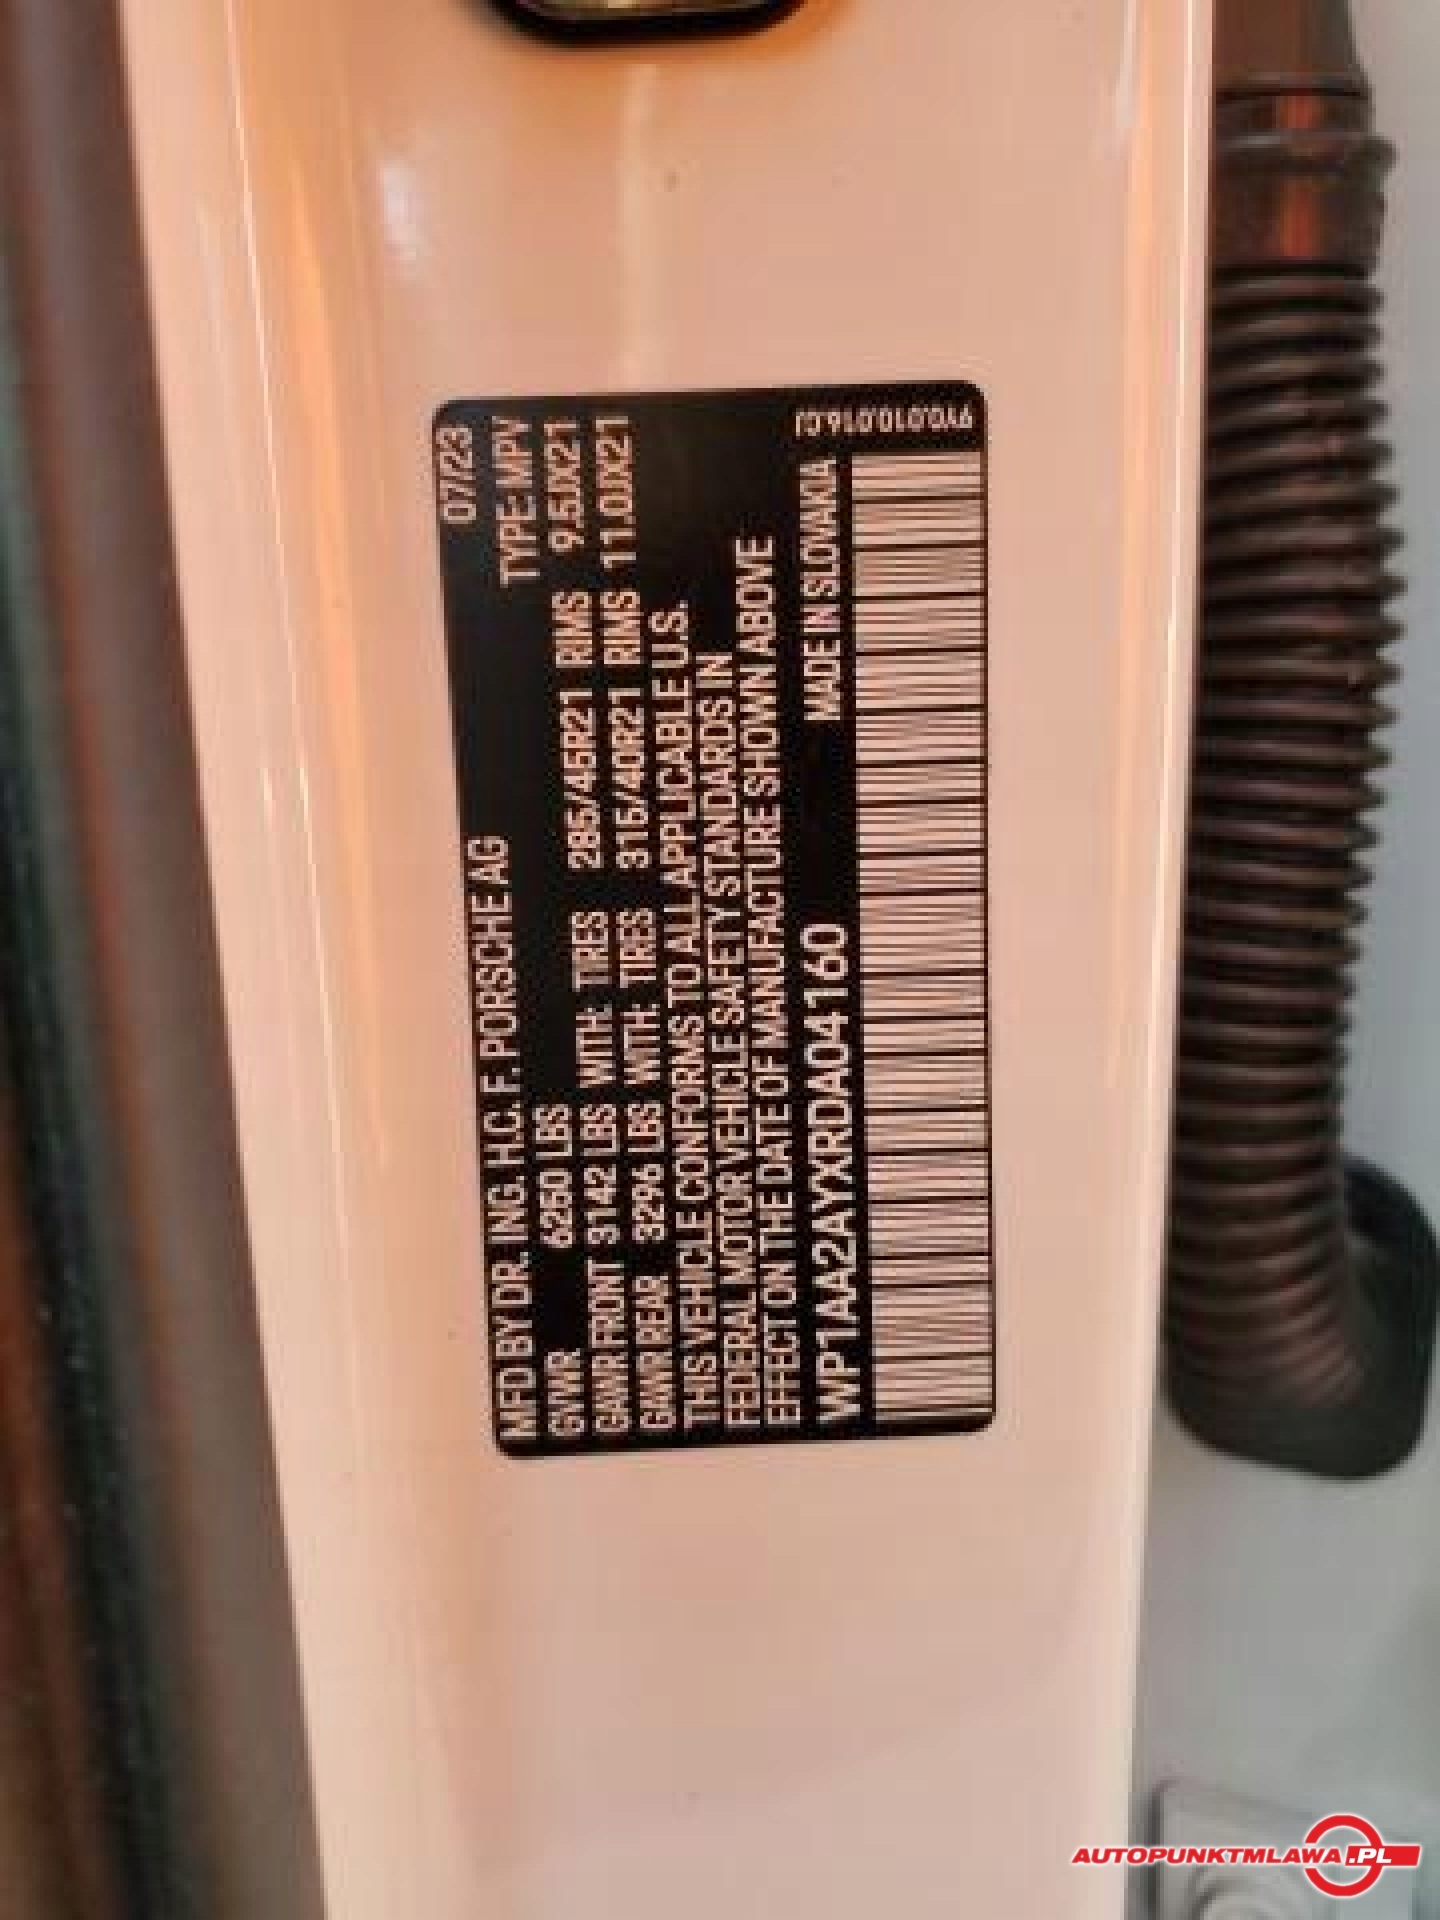 MFD BY DR. ING. H.C. F. PORSCHE AG 07/23
GVWR 6250 LBS TYPE: MPV
GAWR FRONT 3142 LBS WITH: TIRES 285/45R21 RIMS 9.5JX21
GAWR REAR 3296 LBS WITH: TIRES 315/40R21 RIMS 11.0JX21
THIS VEHICLE CONFORMS TO ALL APPLICABLE U.S.
FEDERAL MOTOR VEHICLE SAFETY STANDARDS IN
EFFECT ON THE DATE OF MANUFACTURE SHOWN ABOVE
WP1AA2AYXRDA04160 MADE IN SLOVAKIA
9Y0.010.016.CJ
AUTOPUNKTMLAWA.PL